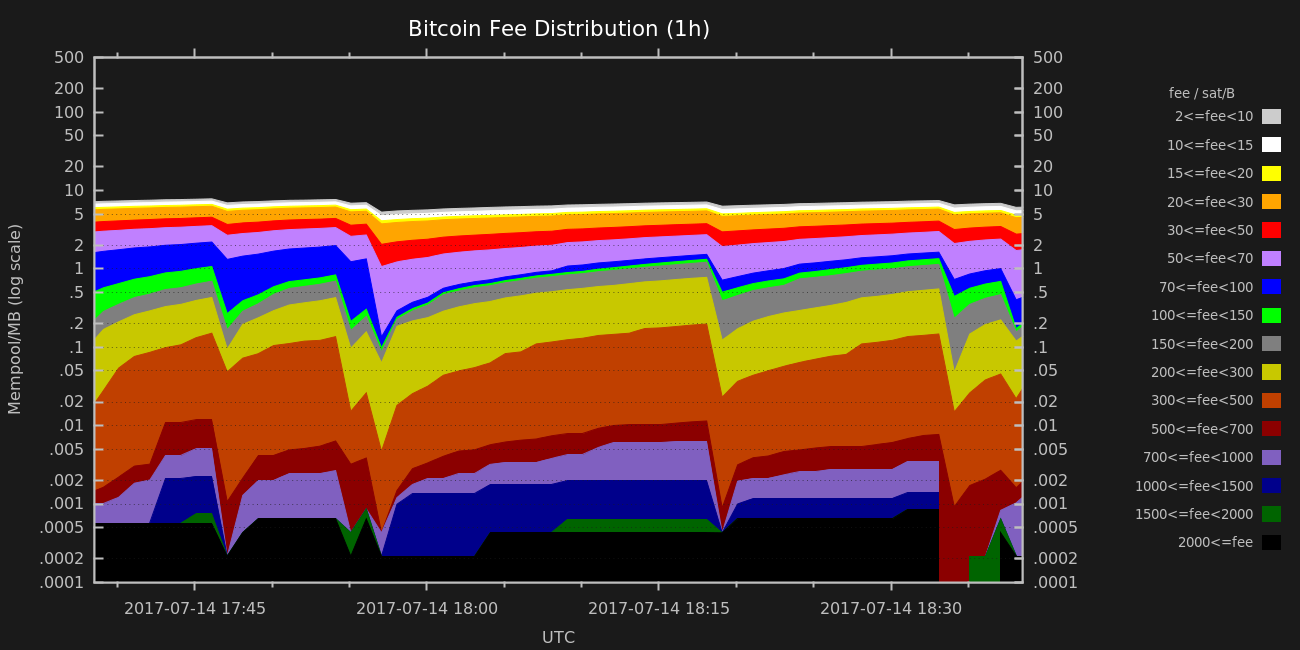 Bitcoin Fee Distribution (1h)
500
200
100
50
20
10
5
2
1
.5
.2
.1
.05
.02
.01
.005
.002
.001
.0005
.0002
.0001
Mempool/MB (log scale)
500
200
100
50
20
10
5
2
1
.5
.2
.1
.05
.02
.01
.005
.002
.001
.0005
.0002
.0001
2017-07-14 17:45
2017-07-14 18:00
2017-07-14 18:15
2017-07-14 18:30
UTC
fee / sat/B
2<=fee<10
10<=fee<15
15<=fee<20
20<=fee<30
30<=fee<50
50<=fee<70
70<=fee<100
100<=fee<150
150<=fee<200
200<=fee<300
300<=fee<500
500<=fee<700
700<=fee<1000
1000<=fee<1500
1500<=fee<2000
2000<=fee